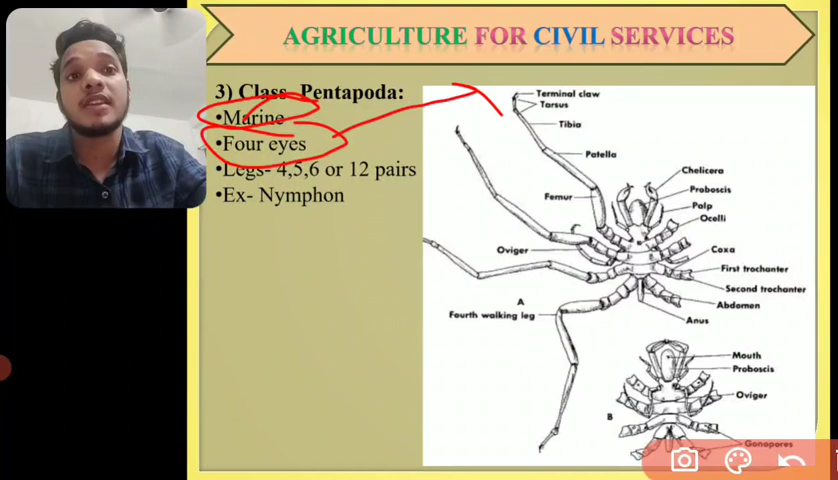 AGRICULTURE FOR CIVIL SERVICES
3) Class- Pentapoda:
•Marine
•Four eyes
•Legs- 4,5,6 or 12 pairs
•Ex- Nymphon
Terminal claw
Tarsus
Tibia
Patella
Chelicera
Proboscis
Femur
Palp
Ocelli
Oviger
Coxa
First trochanter
Second trochanter
A
Abdomen
Fourth walking leg
Anus
Mouth
Proboscis
Oviger
B
Gonopores